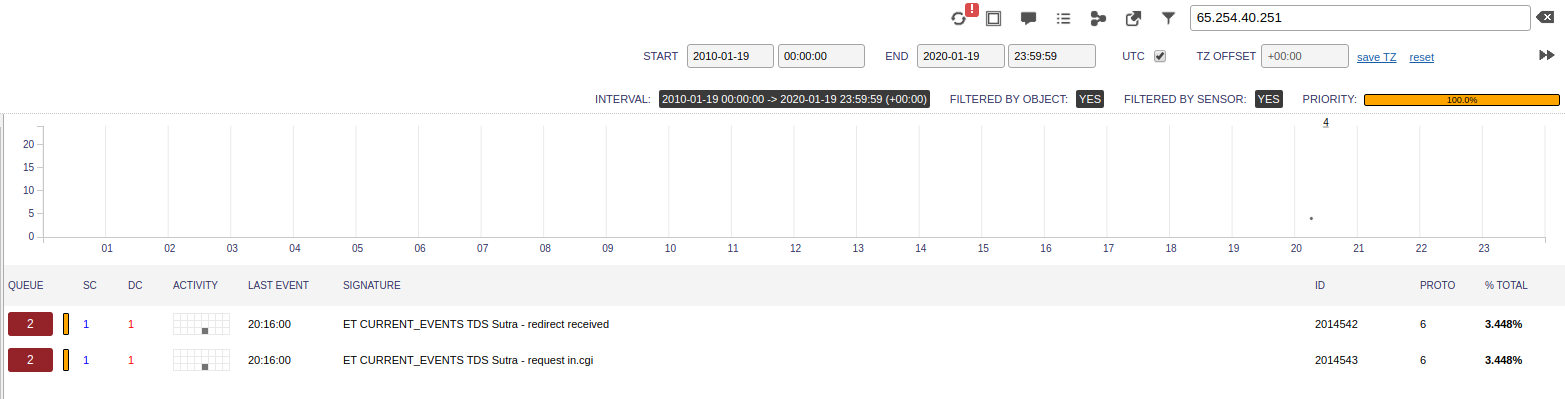 ! 65.254.40.251
START 2010-01-19 00:00:00 END 2020-01-19 23:59:59 UTC TZ OFFSET +00:00 save TZ reset
INTERVAL: 2010-01-19 00:00:00 -> 2020-01-19 23:59:59 (+00:00) FILTERED BY OBJECT: YES FILTERED BY SENSOR: YES PRIORITY: 100.0%
4
20
15
10
5
0
01 02 03 04 05 06 07 08 09 10 11 12 13 14 15 16 17 18 19 20 21 22 23
QUEUE SC DC ACTIVITY LAST EVENT SIGNATURE ID PROTO % TOTAL
2 1 1 20:16:00 ET CURRENT_EVENTS TDS Sutra - redirect received 2014542 6 3.448%
2 1 1 20:16:00 ET CURRENT_EVENTS TDS Sutra - request in.cgi 2014543 6 3.448%